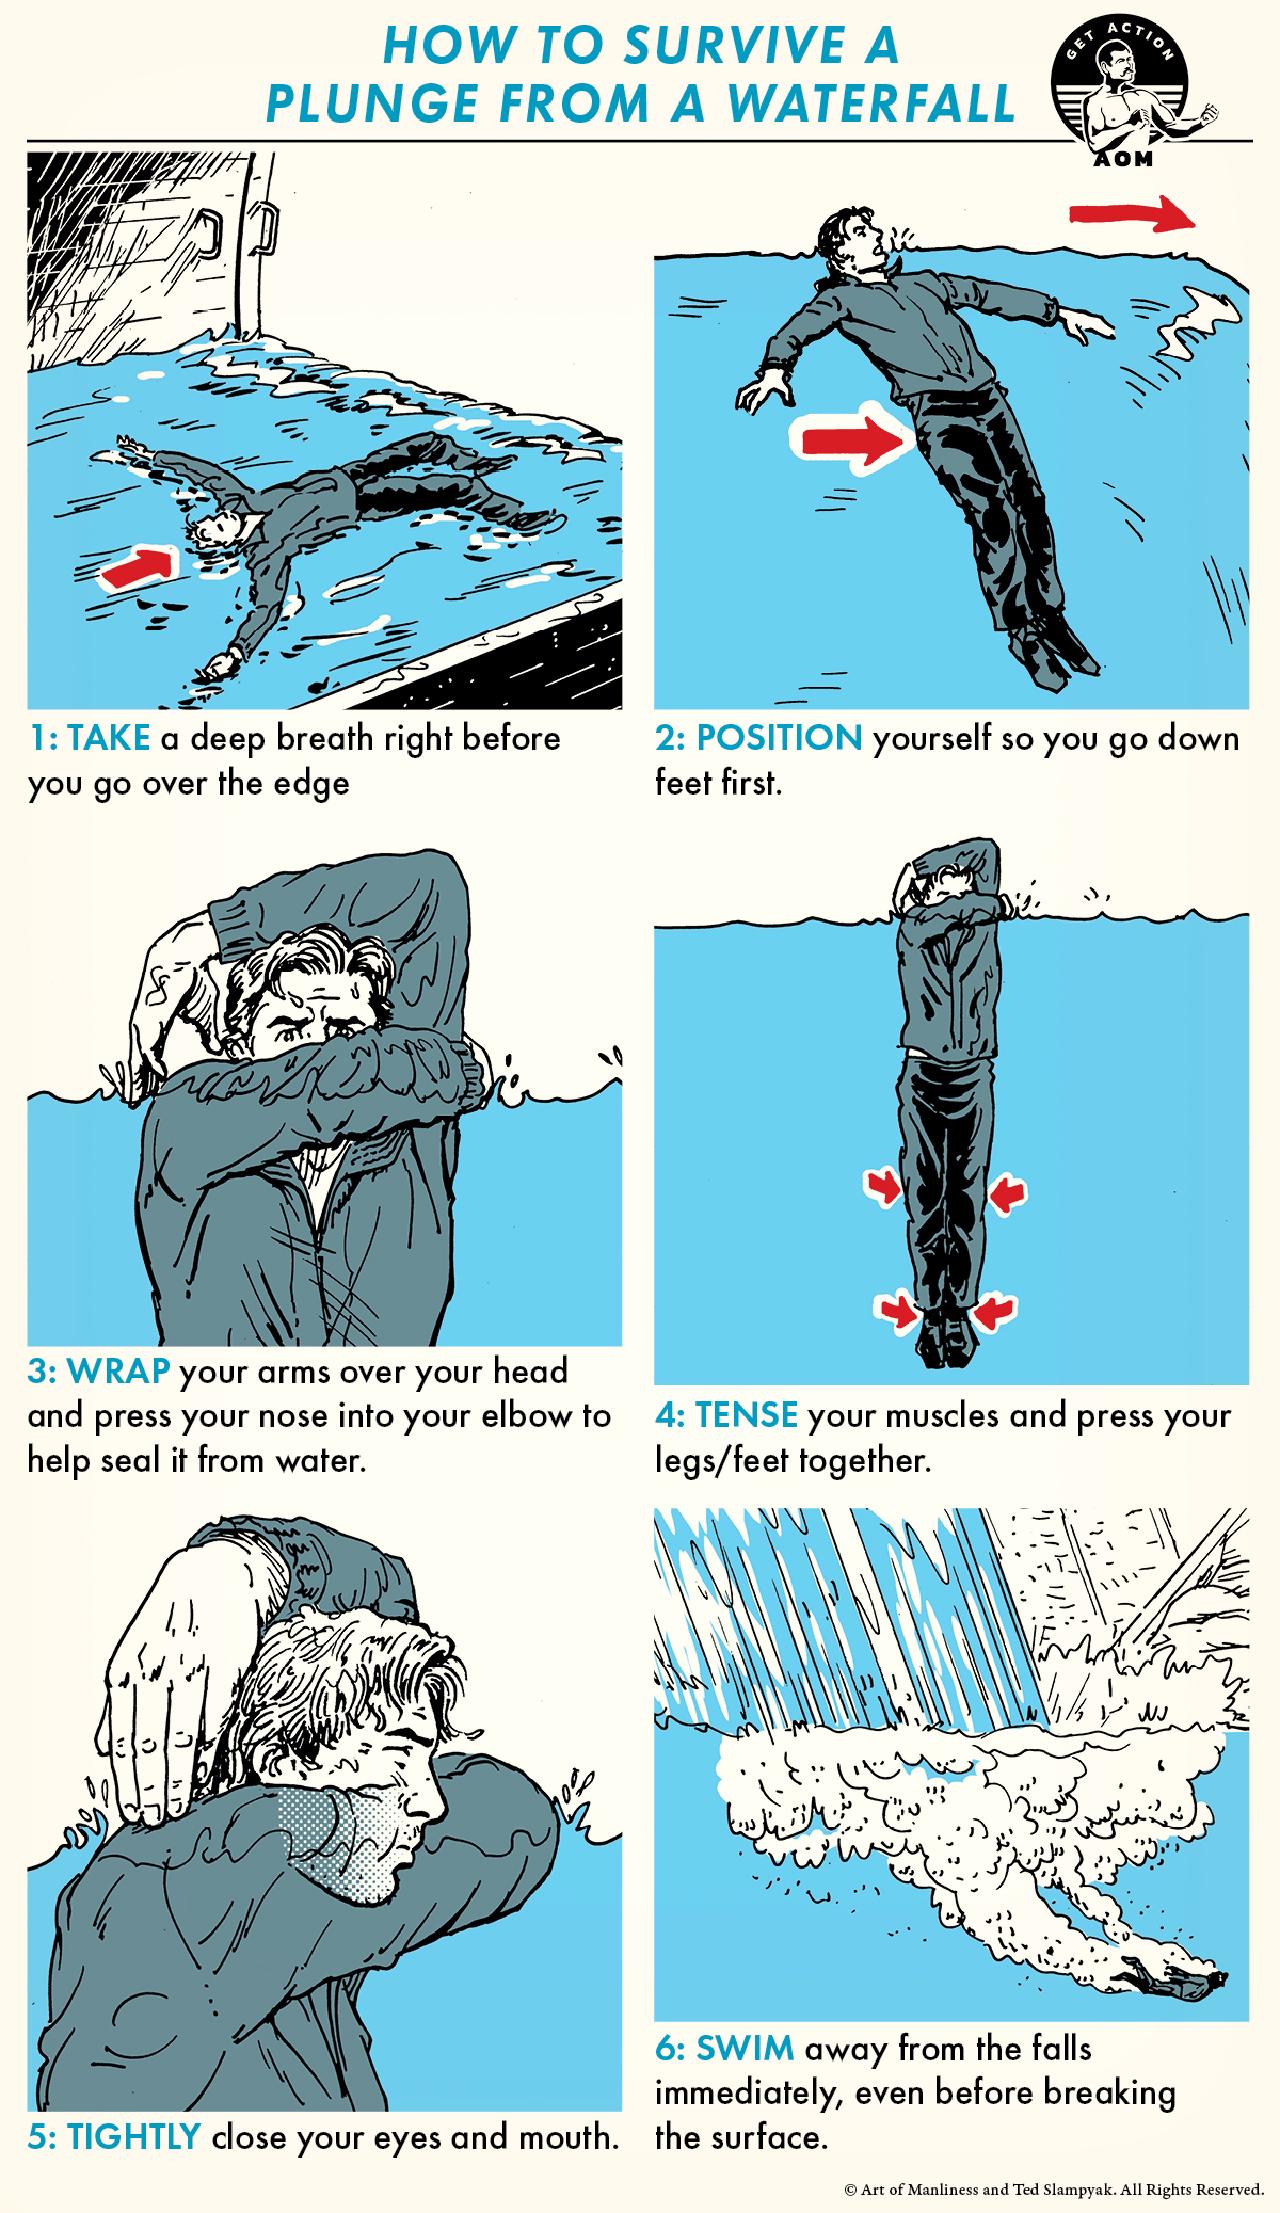 HOW TO SURVIVE A
PLUNGE FROM A WATERFALL
GET ACTION
AOM
1: TAKE a deep breath right before
you go over the edge
2: POSITION yourself so you go down
feet first.
3: WRAP your arms over your head
and press your nose into your elbow to
help seal it from water.
4: TENSE your muscles and press your
legs/feet together.
5: TIGHTLY close your eyes and mouth.
6: SWIM away from the falls
immediately, even before breaking
the surface.
© Art of Manliness and Ted Slampyak. All Rights Reserved.